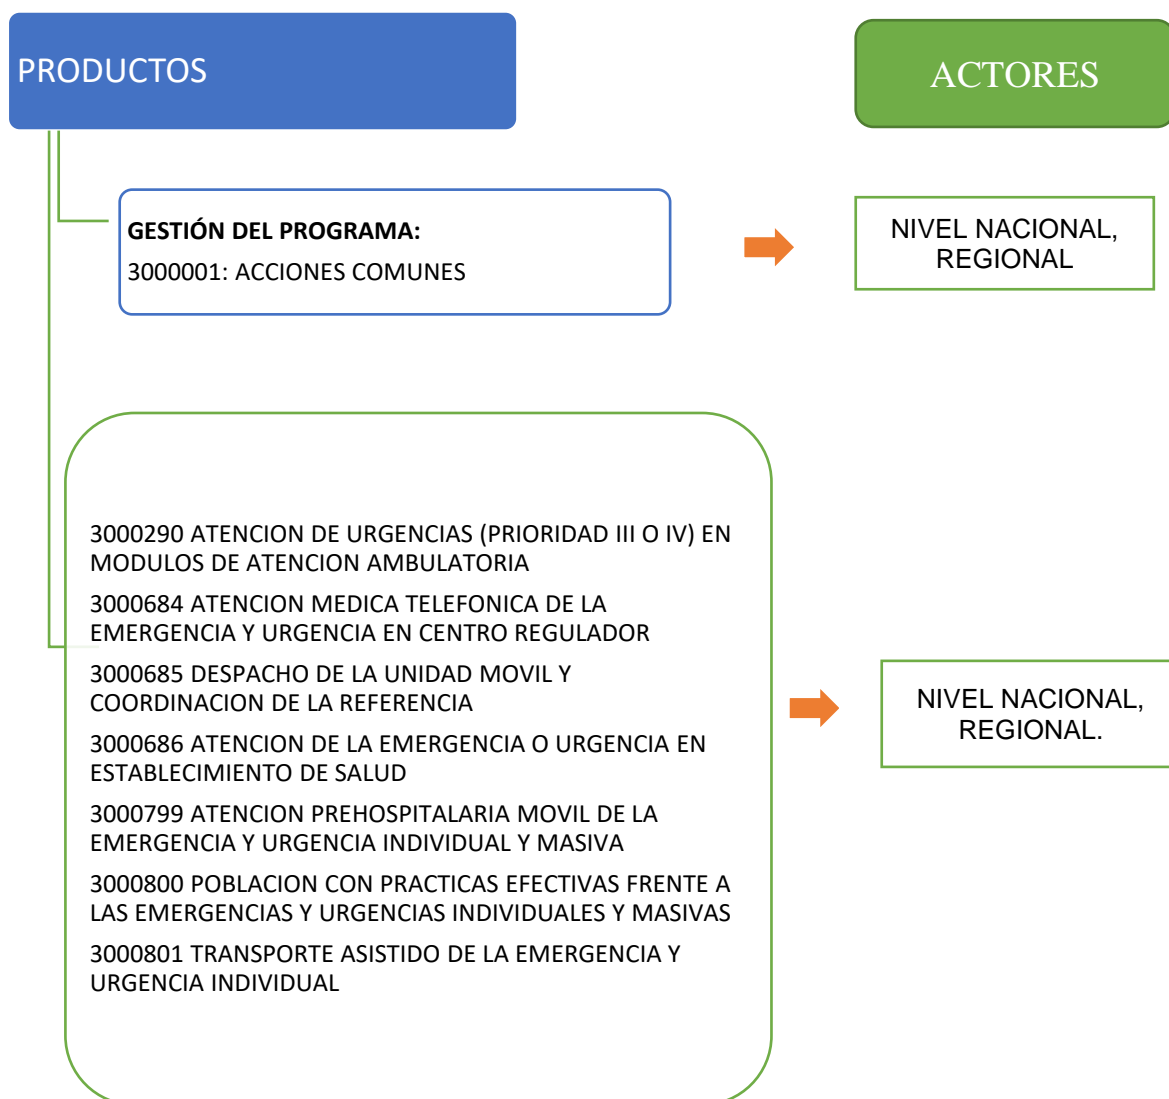 PRODUCTOS
ACTORES
GESTIÓN DEL PROGRAMA:
3000001: ACCIONES COMUNES
NIVEL NACIONAL,
REGIONAL
3000290 ATENCION DE URGENCIAS (PRIORIDAD III O IV) EN
MODULOS DE ATENCION AMBULATORIA
3000684 ATENCION MEDICA TELEFONICA DE LA
EMERGENCIA Y URGENCIA EN CENTRO REGULADOR
3000685 DESPACHO DE LA UNIDAD MOVIL Y
COORDINACION DE LA REFERENCIA
3000686 ATENCION DE LA EMERGENCIA O URGENCIA EN
ESTABLECIMIENTO DE SALUD
3000799 ATENCION PREHOSPITALARIA MOVIL DE LA
EMERGENCIA Y URGENCIA INDIVIDUAL Y MASIVA
3000800 POBLACION CON PRACTICAS EFECTIVAS FRENTE A
LAS EMERGENCIAS Y URGENCIAS INDIVIDUALES Y MASIVAS
3000801 TRANSPORTE ASISTIDO DE LA EMERGENCIA Y
URGENCIA INDIVIDUAL
NIVEL NACIONAL,
REGIONAL.